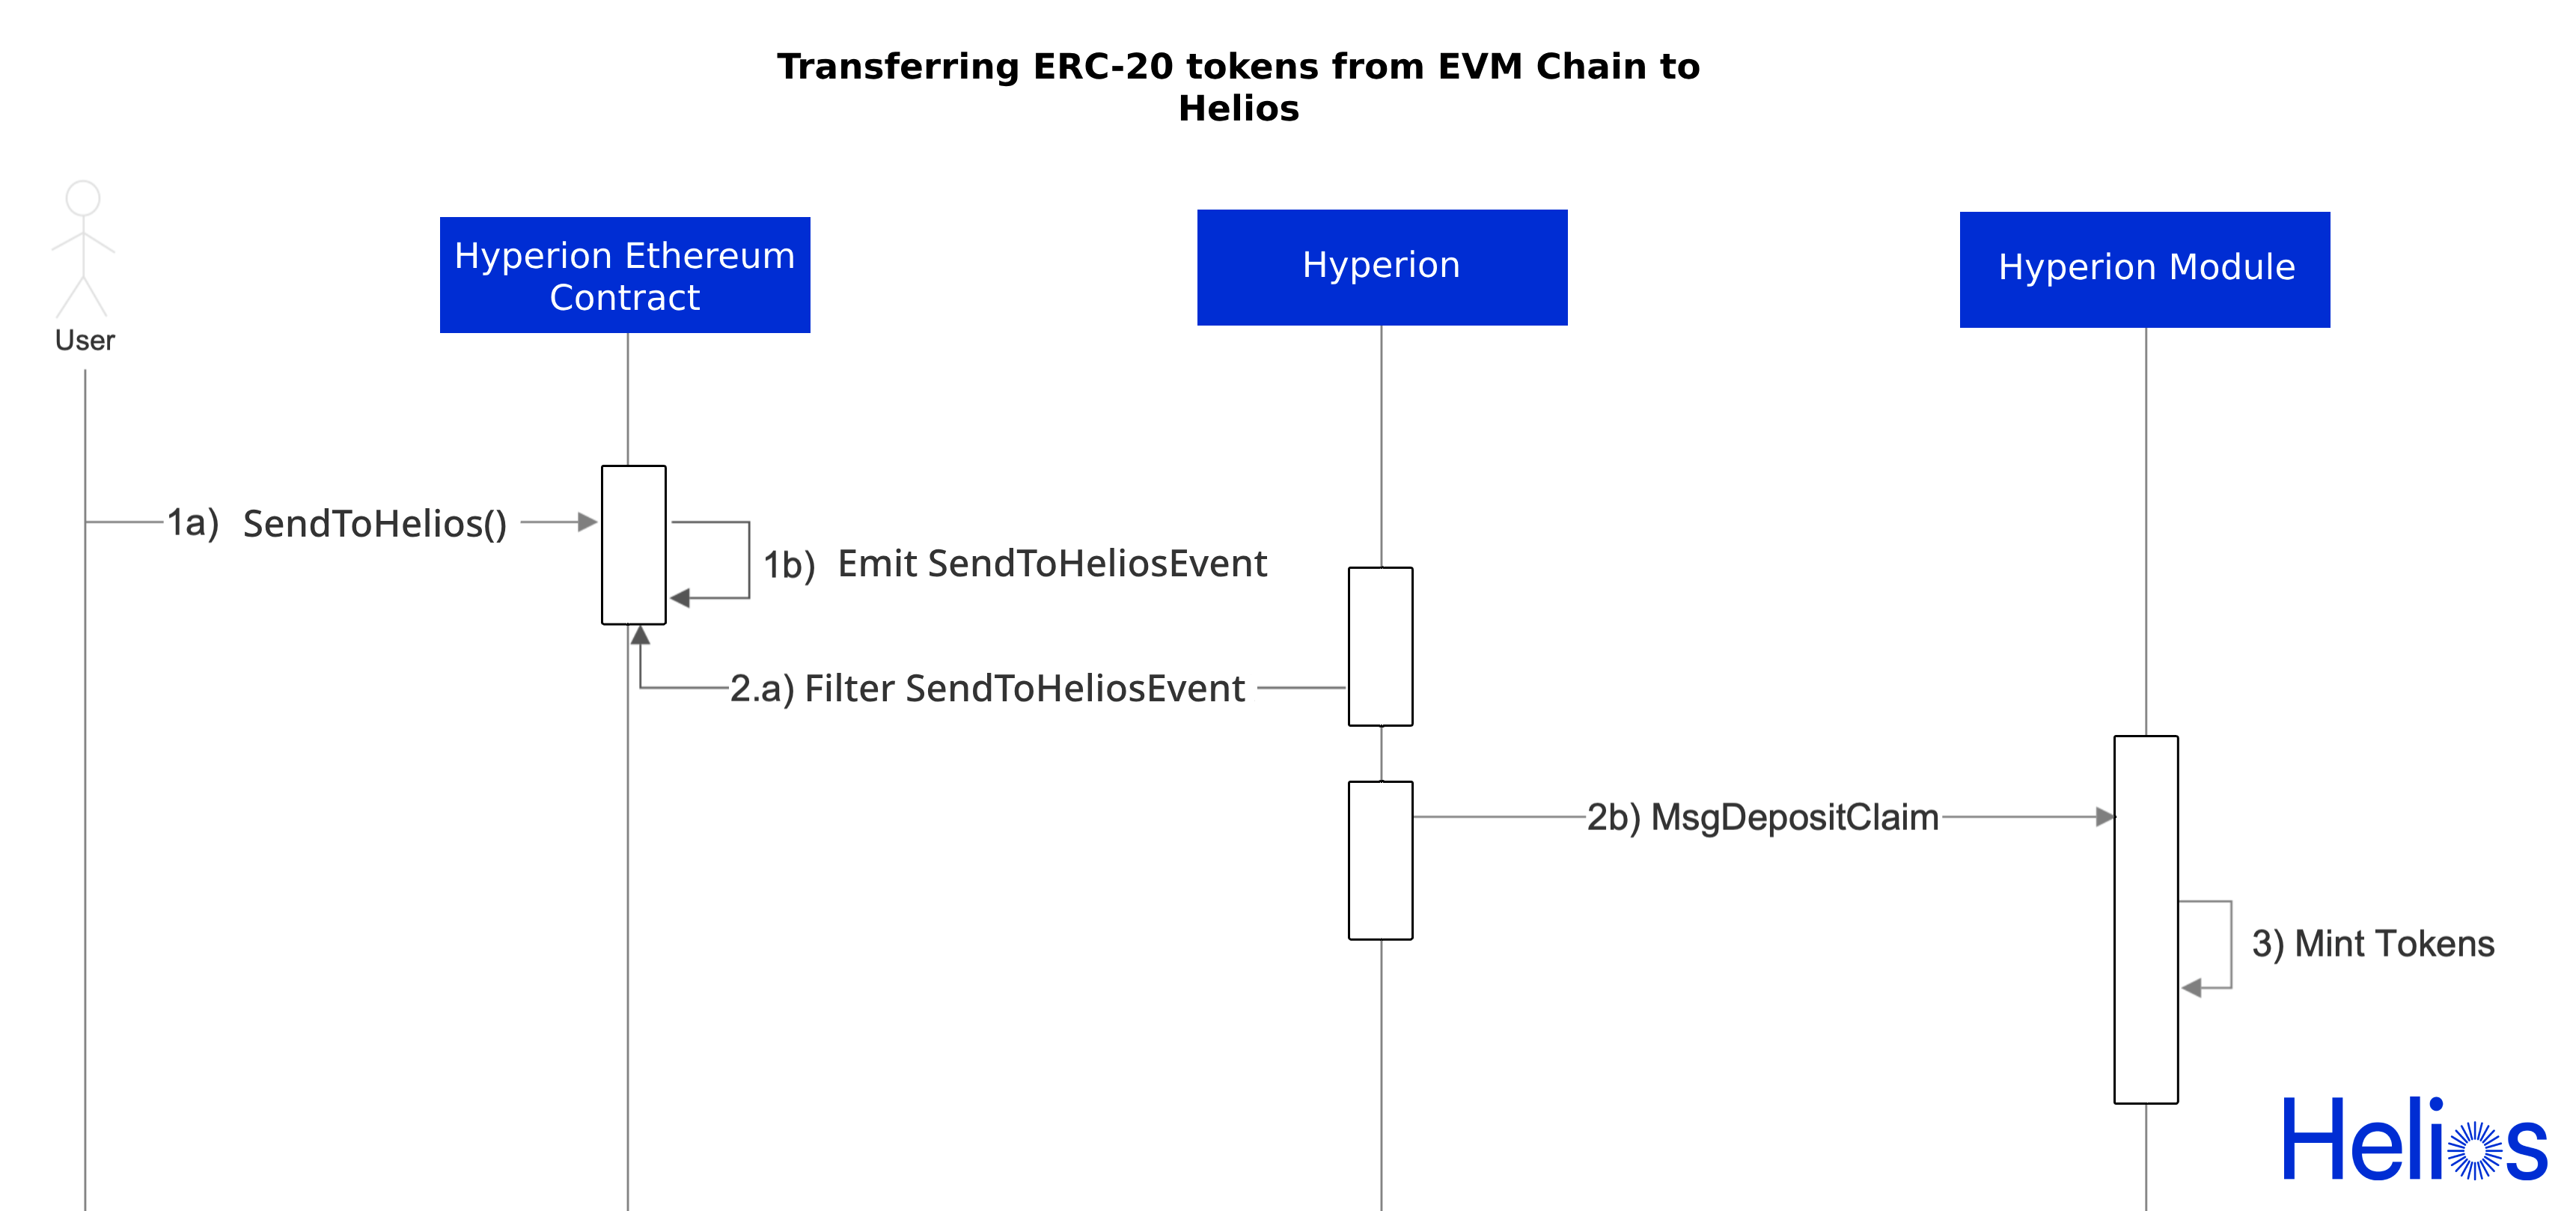 Transferring ERC-20 tokens from EVM Chain to
Helios
User
Hyperion Ethereum
Contract
Hyperion
Hyperion Module
1a) SendToHelios()
1b) Emit SendToHeliosEvent
2.a) Filter SendToHeliosEvent
2b) MsgDepositClaim
3) Mint Tokens
Helios